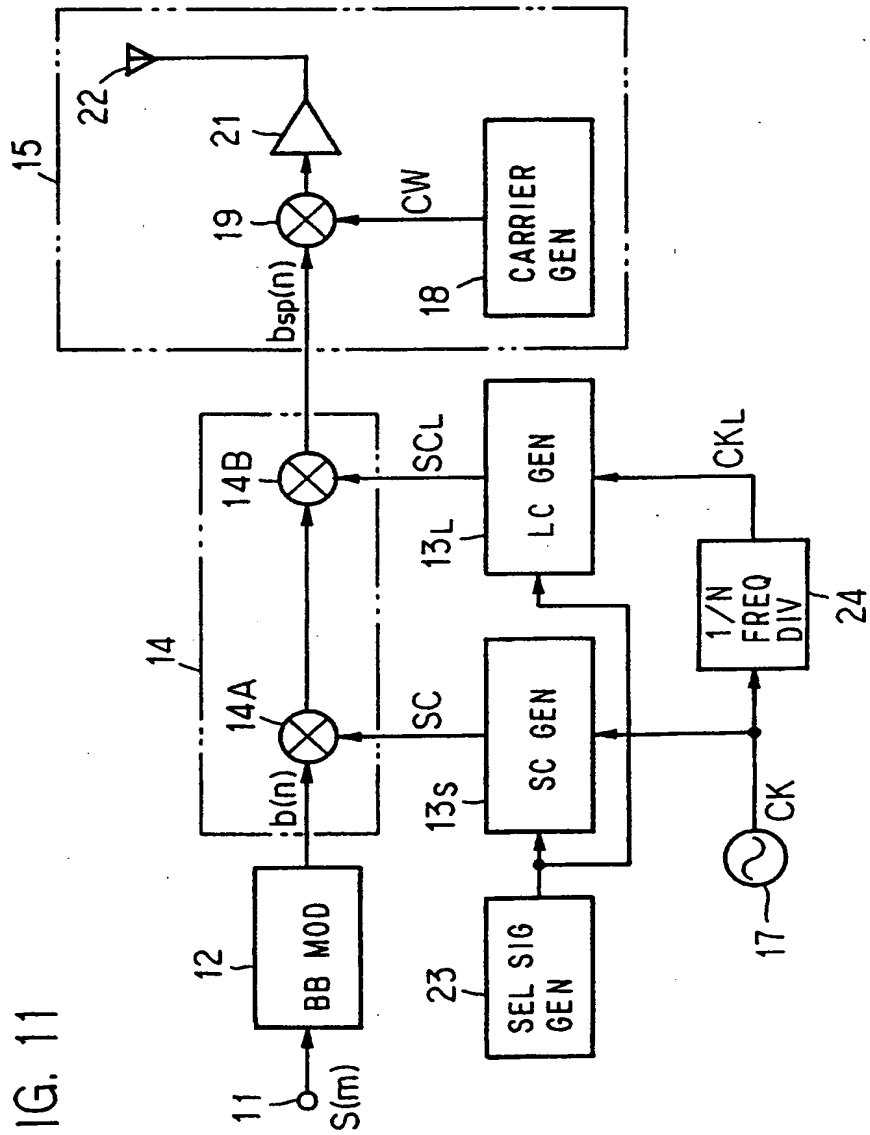 IG. 11
11
S(m)
12
BB MOD
b(n)
14
14A
14B
bsp(n)
15
19
21
22
CW
18
CARRIER
GEN
SC
SCL
23
SEL SIG
GEN
13S
SC GEN
13L
LC GEN
17
CK
1/N
FREQ
DIV
24
CKL